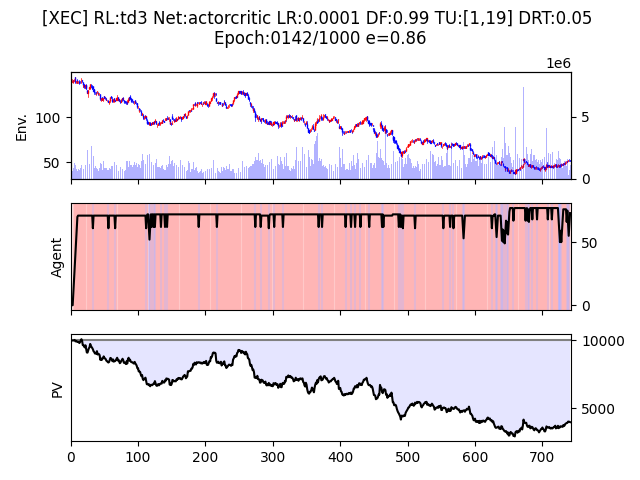 [XEC] RL:td3 Net:actorcritic LR:0.0001 DF:0.99 TU:[1,19] DRT:0.05
Epoch:0142/1000 e=0.86
1e6
Env.
100
50
5
0
Agent
50
0
PV
10000
5000
0 100 200 300 400 500 600 700